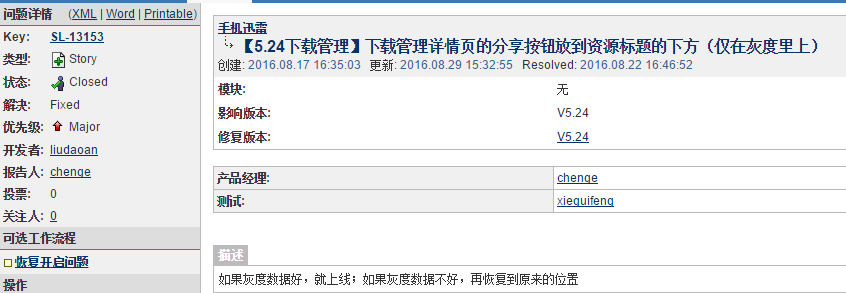 问题详情 (XML | Word | Printable)
Key: SL-13153
类型: Story
状态: Closed
解决: Fixed
优先级: Major
开发者: liudaoan
报告人: chenge
投票: 0
关注人: 0
可选工作流程
恢复开启问题
操作
手机迅雷
【5.24下载管理】下载管理详情页的分享按钮放到资源标题的下方（仅在灰度里上）
创建: 2016.08.17 16:35:03 更新: 2016.08.29 15:32:55 Resolved: 2016.08.22 16:46:52
模块: 无
影响版本: V5.24
修复版本: V5.24
产品经理: chenge
测试: xieguifeng
描述
如果灰度数据好，就上线；如果灰度数据不好，再恢复到原来的位置